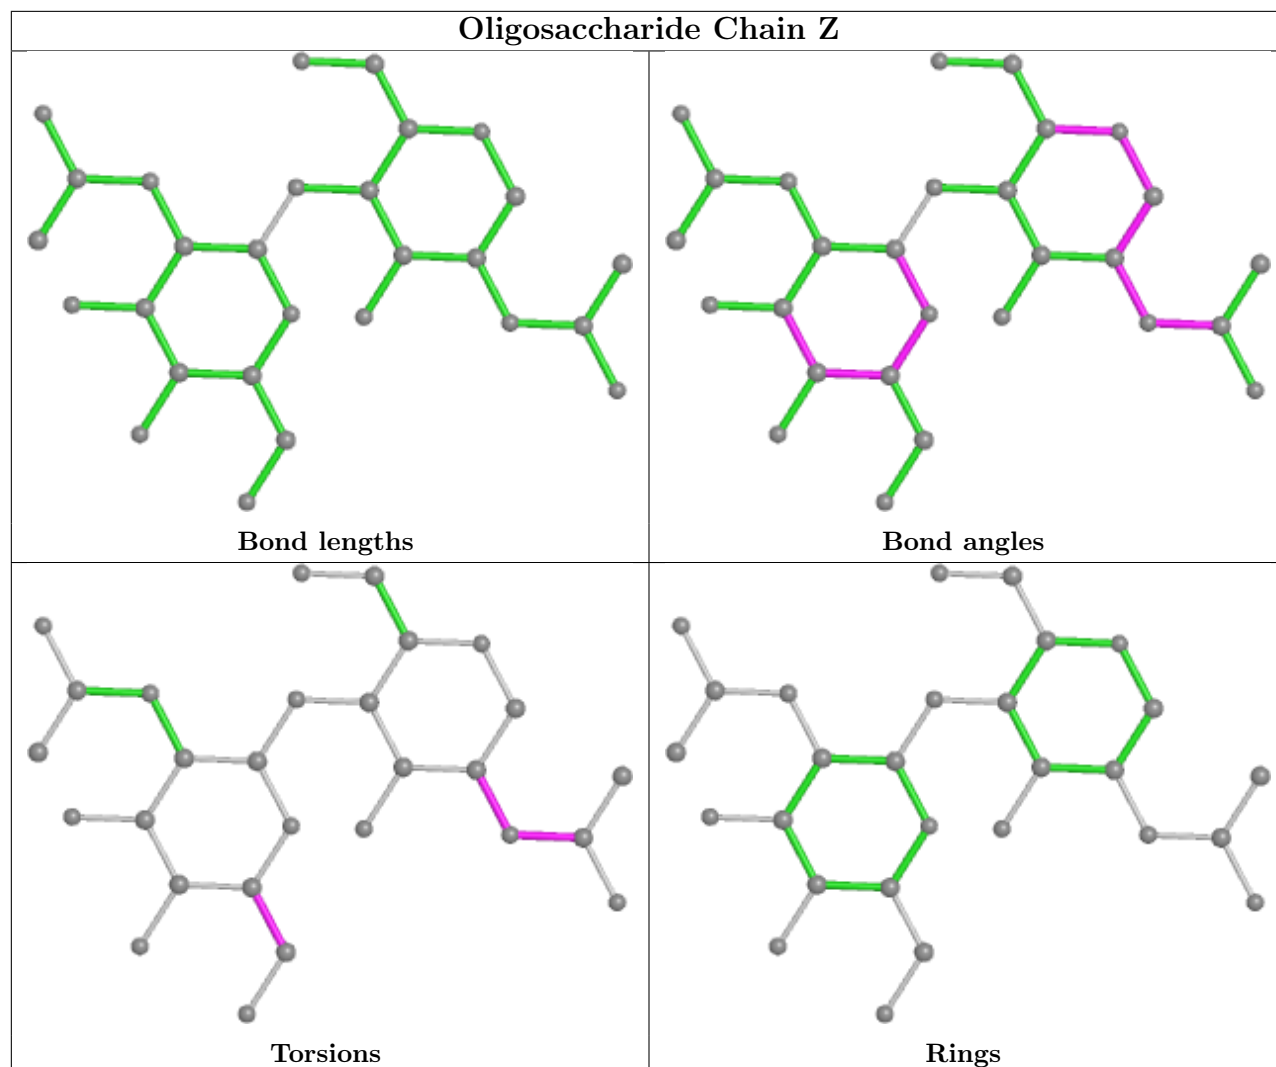 Oligosaccharide Chain Z
Bond lengths
Bond angles
Torsions
Rings